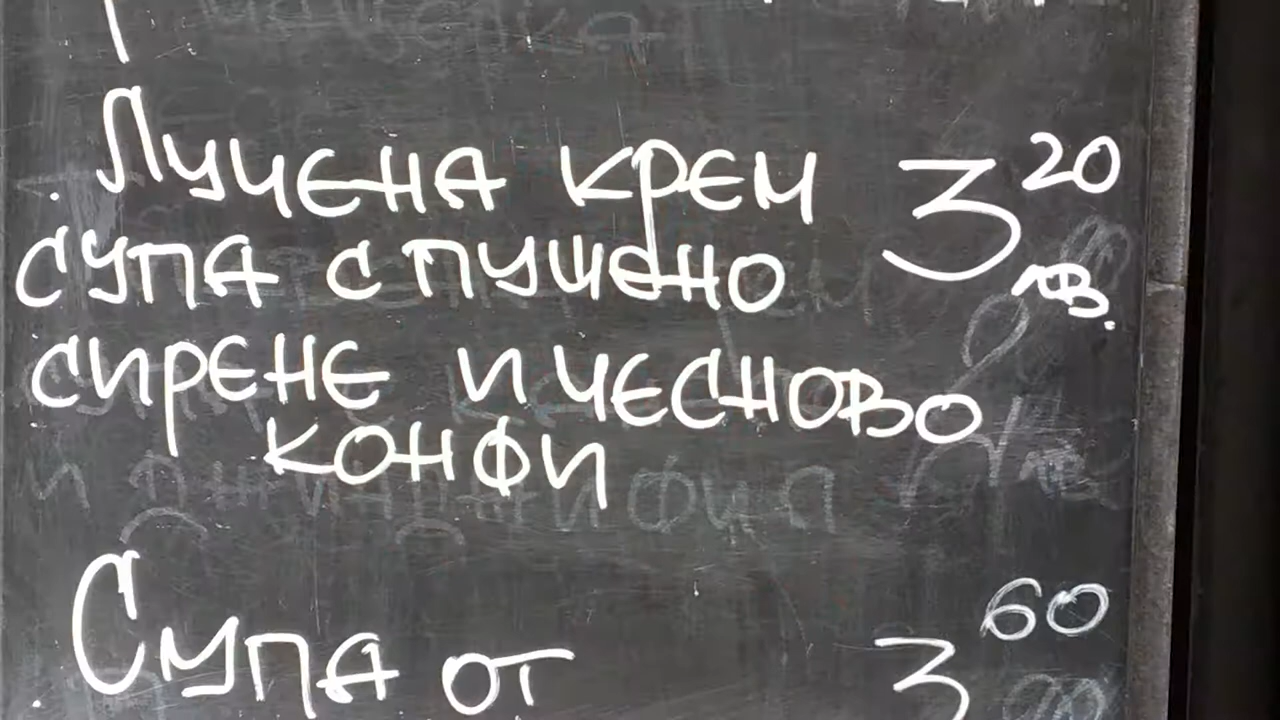 Лучена крем 3 20 лв.
супа с пушено
сирене и чесново
конфи
Супа от 3 60